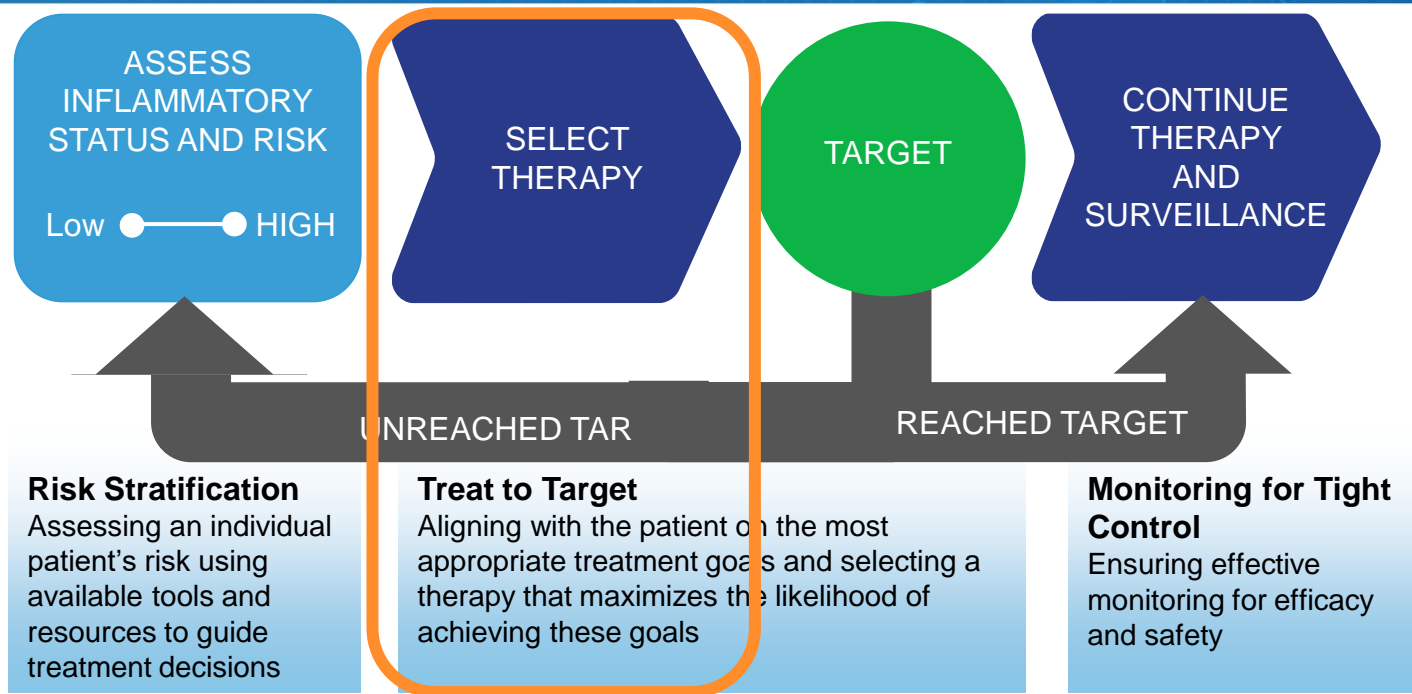 ASSESS
INFLAMMATORY
STATUS AND RISK
Low HIGH
SELECT
THERAPY
TARGET
CONTINUE
THERAPY
AND
SURVEILLANCE
UNREACHED TAR
REACHED TARGET
Risk Stratification
Assessing an individual
patient's risk using
available tools and
resources to guide
treatment decisions
Treat to Target
Aligning with the patient on the most
appropriate treatment goals and selecting a
therapy that maximizes the likelihood of
achieving these goals
Monitoring for Tight
Control
Ensuring effective
monitoring for efficacy
and safety